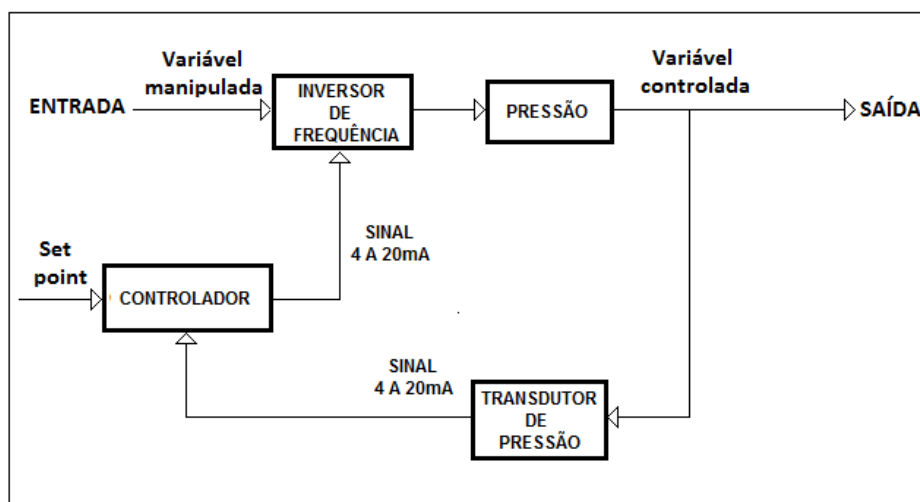 Variável
manipulada
ENTRADA
INVERSOR
DE
FREQUÊNCIA
PRESSÃO
Variável
controlada
SAÍDA
SINAL
4 A 20mA
Set
point
CONTROLADOR
SINAL
4 A 20mA
TRANSDUTOR
DE
PRESSÃO